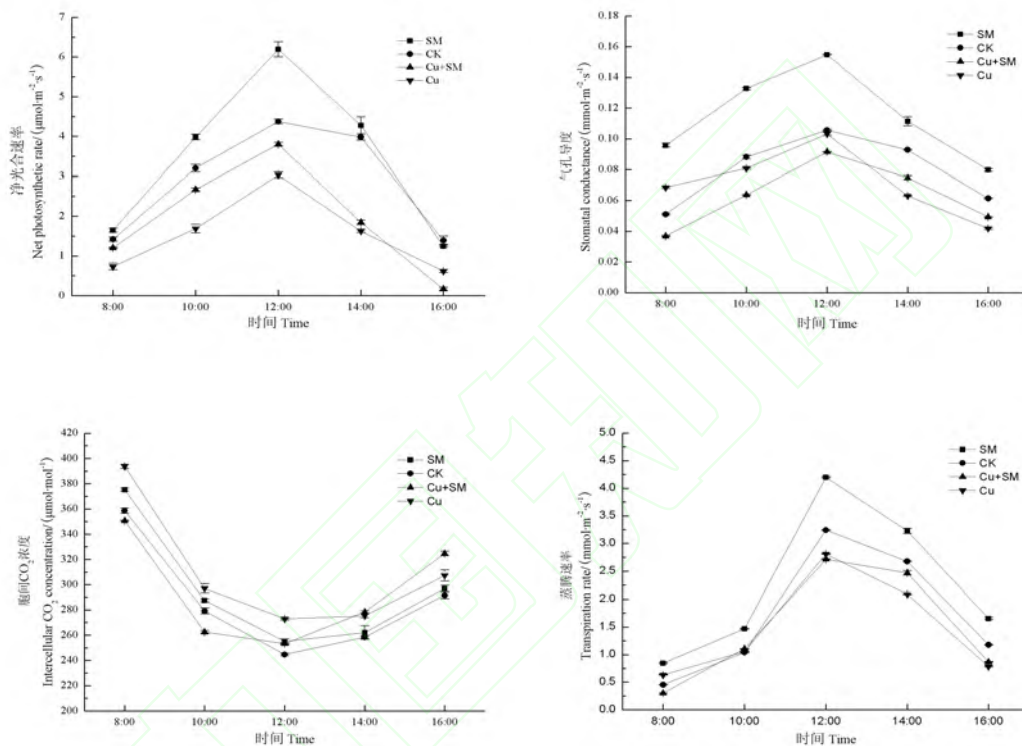 7
6
5
4
3
2
1
0
净光合速率
Net photosynthetic rate/ (μmol·m⁻²·s⁻¹)
SM
CK
Cu+SM
Cu
8:00 10:00 12:00 14:00 16:00
时间 Time
0.18
0.16
0.14
0.12
0.10
0.08
0.06
0.04
0.02
0.00
气孔导度
Stomatal conductance/ (mmol·m⁻²·s⁻¹)
SM
CK
Cu+SM
Cu
8:00 10:00 12:00 14:00 16:00
时间 Time
420
400
380
360
340
320
300
280
260
240
220
200
胞间CO₂浓度
Intercellular CO₂ concentration/ (μmol·mol⁻¹)
SM
CK
Cu+SM
Cu
8:00 10:00 12:00 14:00 16:00
时间 Time
5.0
4.5
4.0
3.5
3.0
2.5
2.0
1.5
1.0
0.5
0.0
蒸腾速率
Transpiration rate/ (mmol·m⁻²·s⁻¹)
SM
CK
Cu+SM
Cu
8:00 10:00 12:00 14:00 16:00
时间 Time